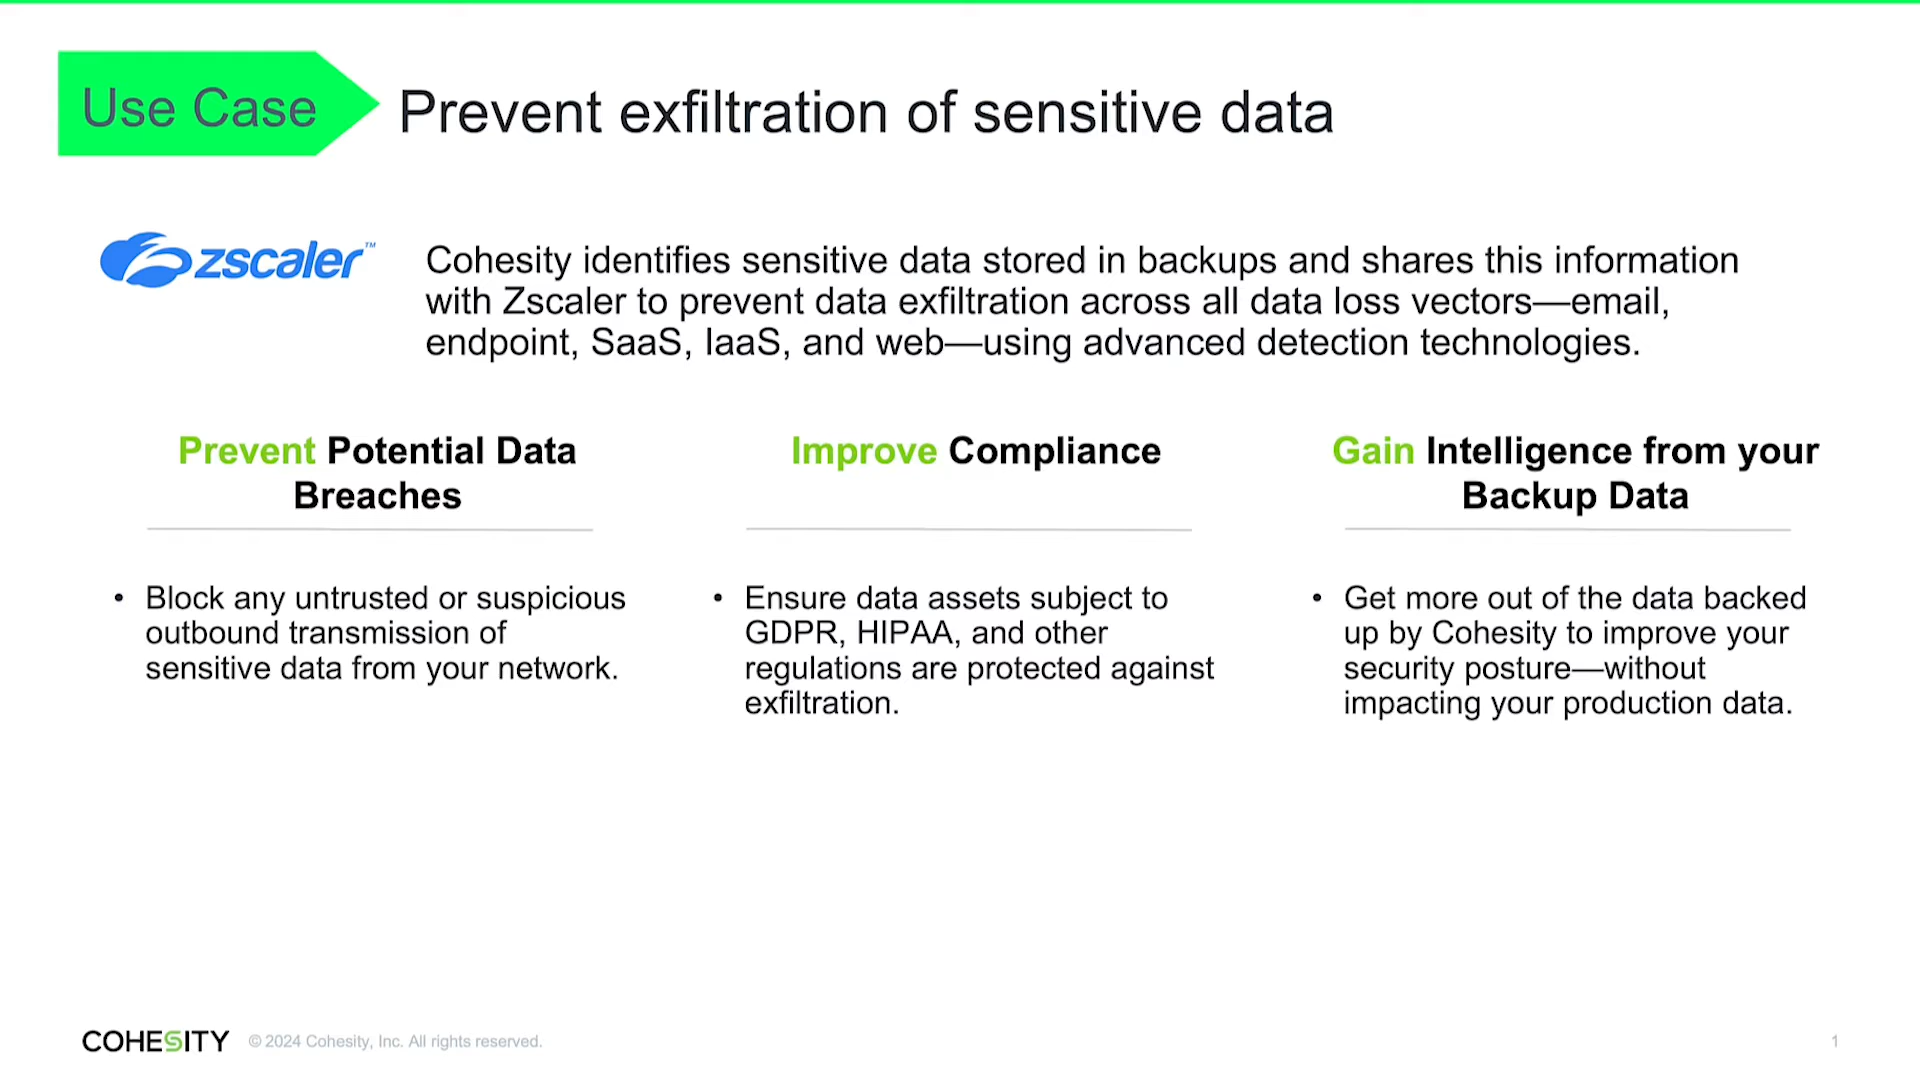 Use Case
Prevent exfiltration of sensitive data
zscaler™
Cohesity identifies sensitive data stored in backups and shares this information
with Zscaler to prevent data exfiltration across all data loss vectors—email,
endpoint, SaaS, IaaS, and web—using advanced detection technologies.
Prevent Potential Data
Breaches
• Block any untrusted or suspicious
outbound transmission of
sensitive data from your network.
Improve Compliance
• Ensure data assets subject to
GDPR, HIPAA, and other
regulations are protected against
exfiltration.
Gain Intelligence from your
Backup Data
• Get more out of the data backed
up by Cohesity to improve your
security posture—without
impacting your production data.
COHESITY © 2024 Cohesity, Inc. All rights reserved.
1